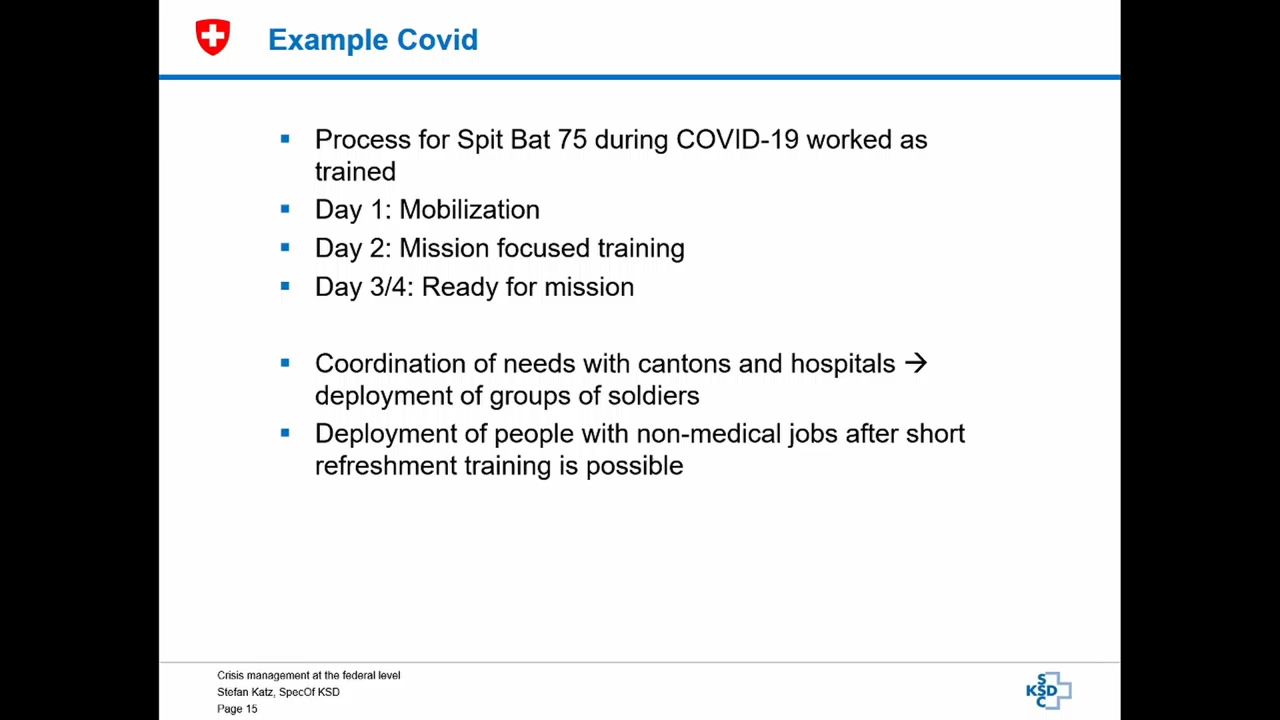 Example Covid
Process for Spit Bat 75 during COVID-19 worked as
trained
Day 1: Mobilization
Day 2: Mission focused training
Day 3/4: Ready for mission
Coordination of needs with cantons and hospitals →
deployment of groups of soldiers
Deployment of people with non-medical jobs after short
refreshment training is possible
Crisis management at the federal level
Stefan Katz, SpecOf KSD
Page 15
S
KSD
C